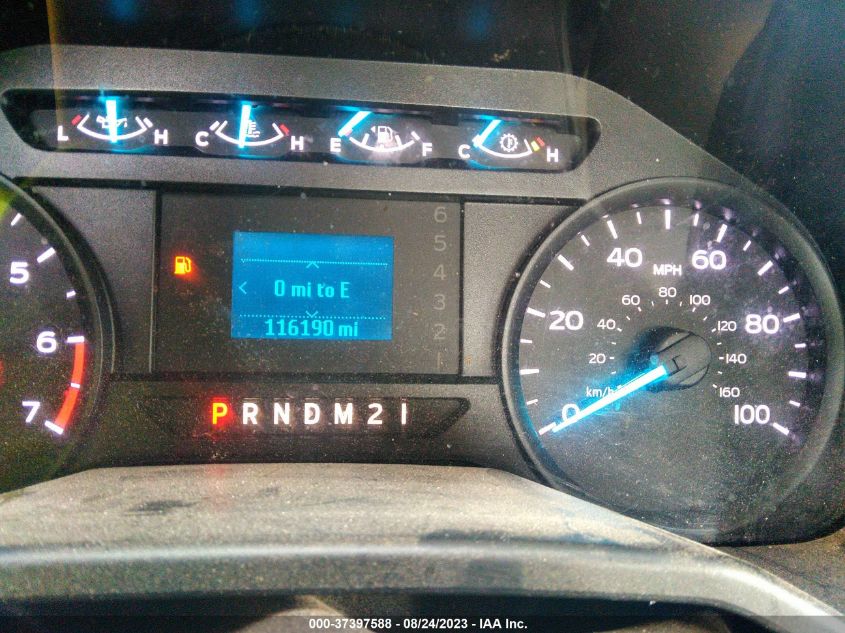 L H C H E F C H
6
5
4
3
2
1
0 mi to E
116190 mi
P R N D M 2 1
5
6
7
0 20 40 60 80 100
MPH
20 40 60 80 100 120 140 160
km/h
000-37397588 - 08/24/2023 - IAA Inc.